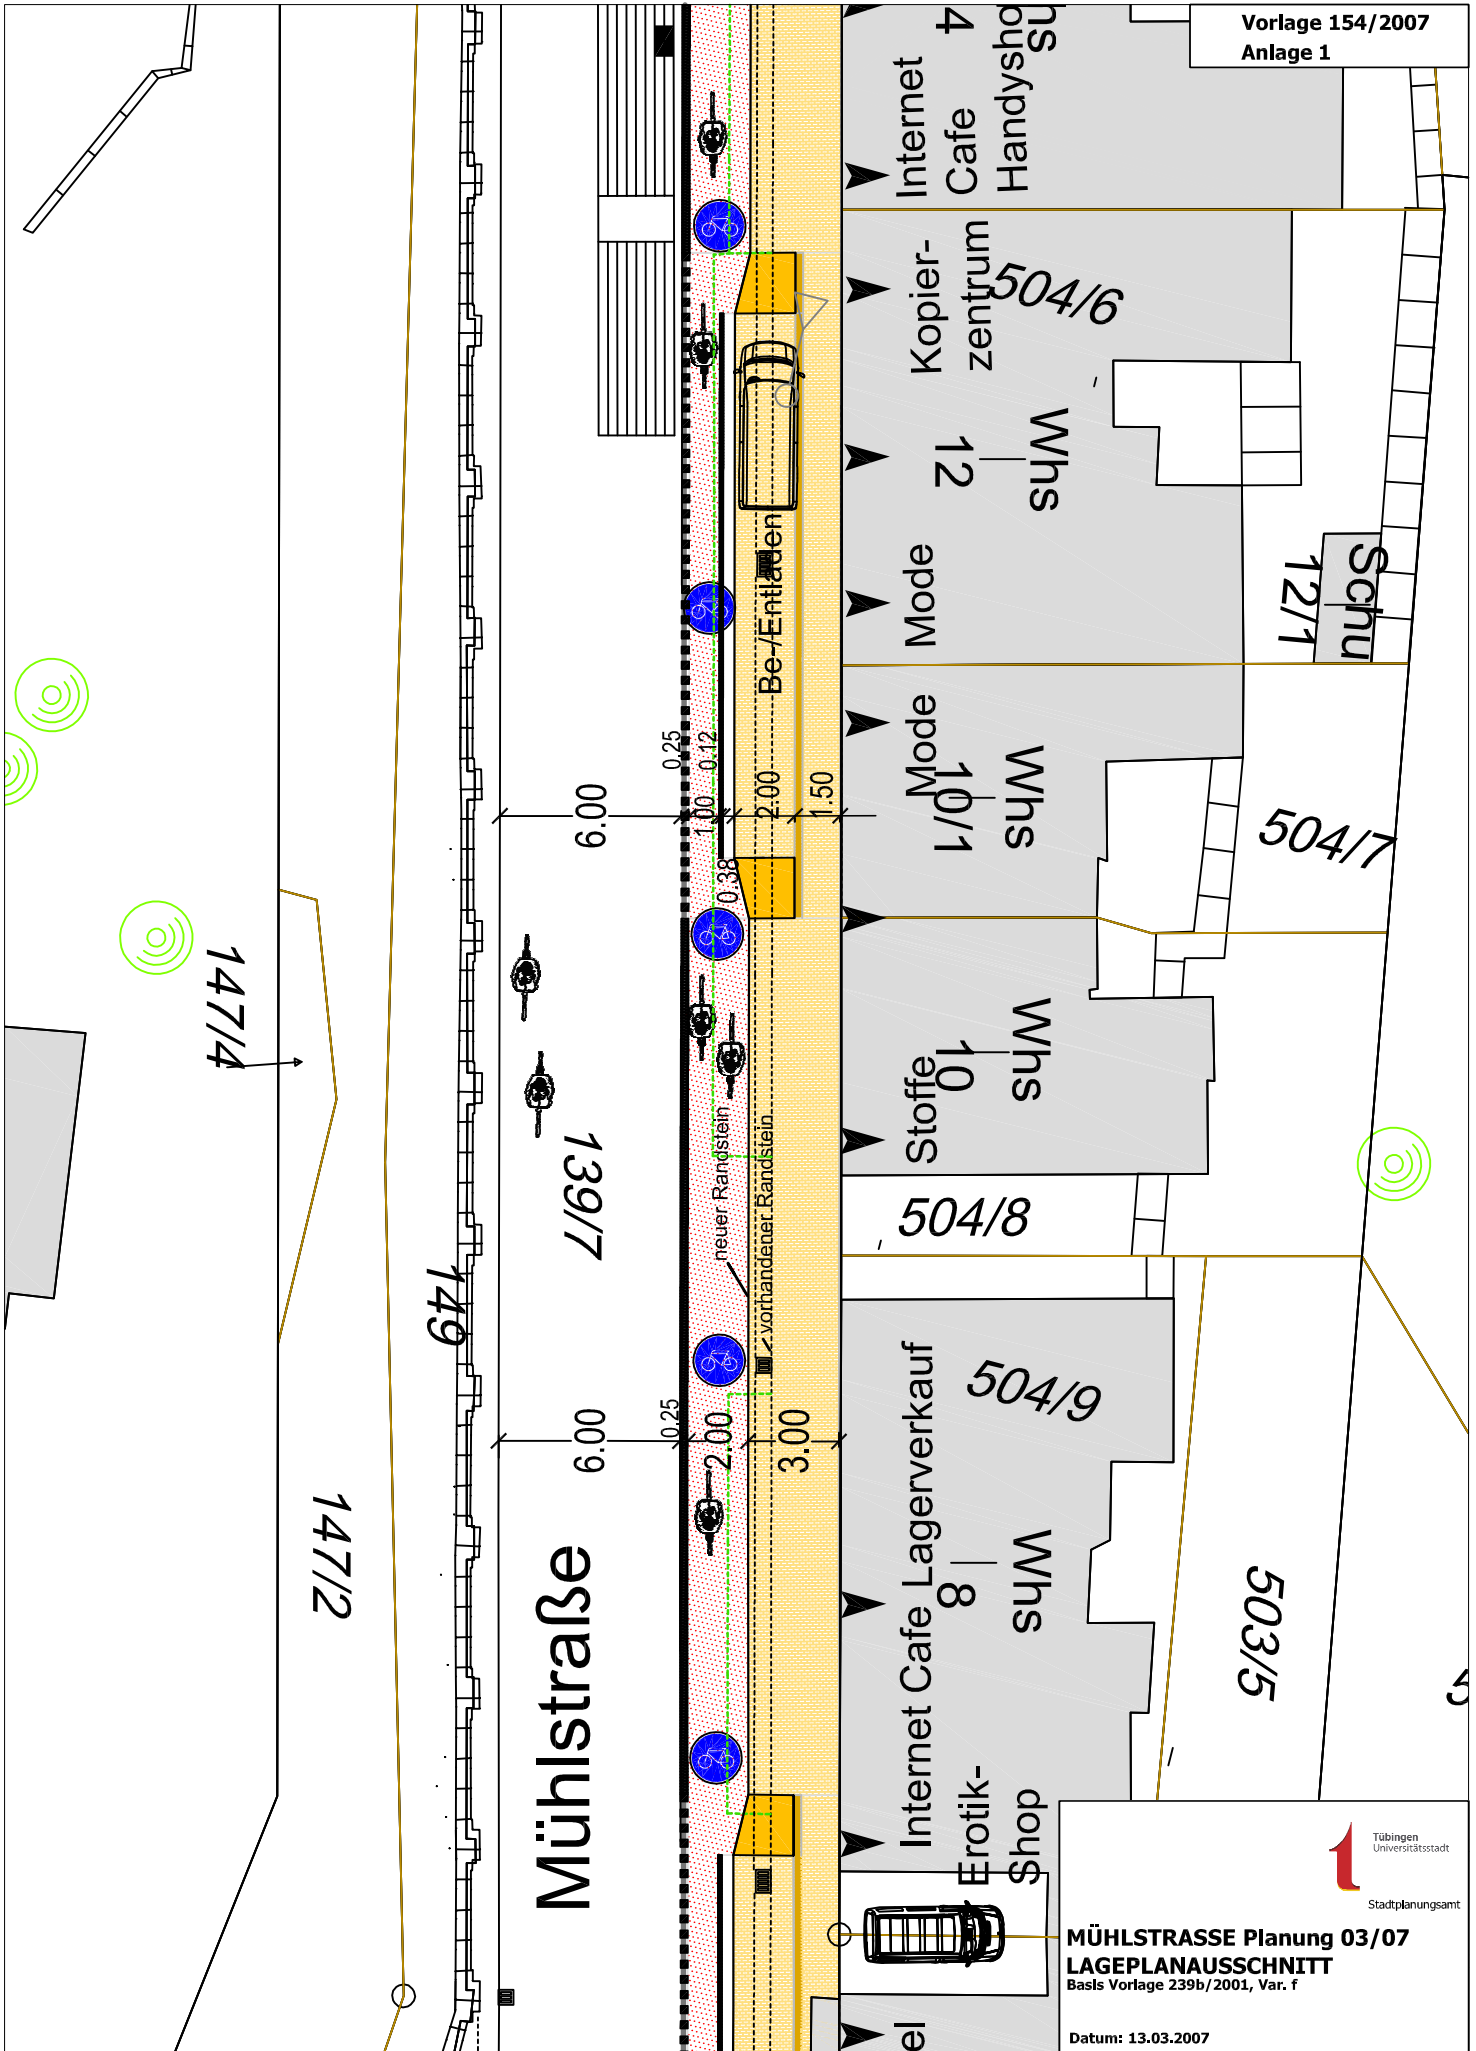 Vorlage 154/2007
Anlage 1
4
Internet
Cafe
Kopier-
zentrum
504/6
12
Whs
Mode
Schu
12/1
Be-/Entladen
Mode
10/1
Whs
504/7
0.25
0.12
6.00
1.00
2.00
1.50
0.38
147/4
Stoffe
10
Whs
139/7
neuer Randstein
vorhandener Randstein
504/8
149
504/9
6.00
0.25
2.00
3.00
147/2
Mühlstraße
Internet Cafe Lagerverkauf
8
Whs
503/5
Erotik-
Shop
el
Tübingen
Universitätsstadt
Stadtplanungsamt
MÜHLSTRASSE Planung 03/07
LAGEPLANAUSSCHNITT
Basis Vorlage 239b/2001, Var. f
Datum: 13.03.2007